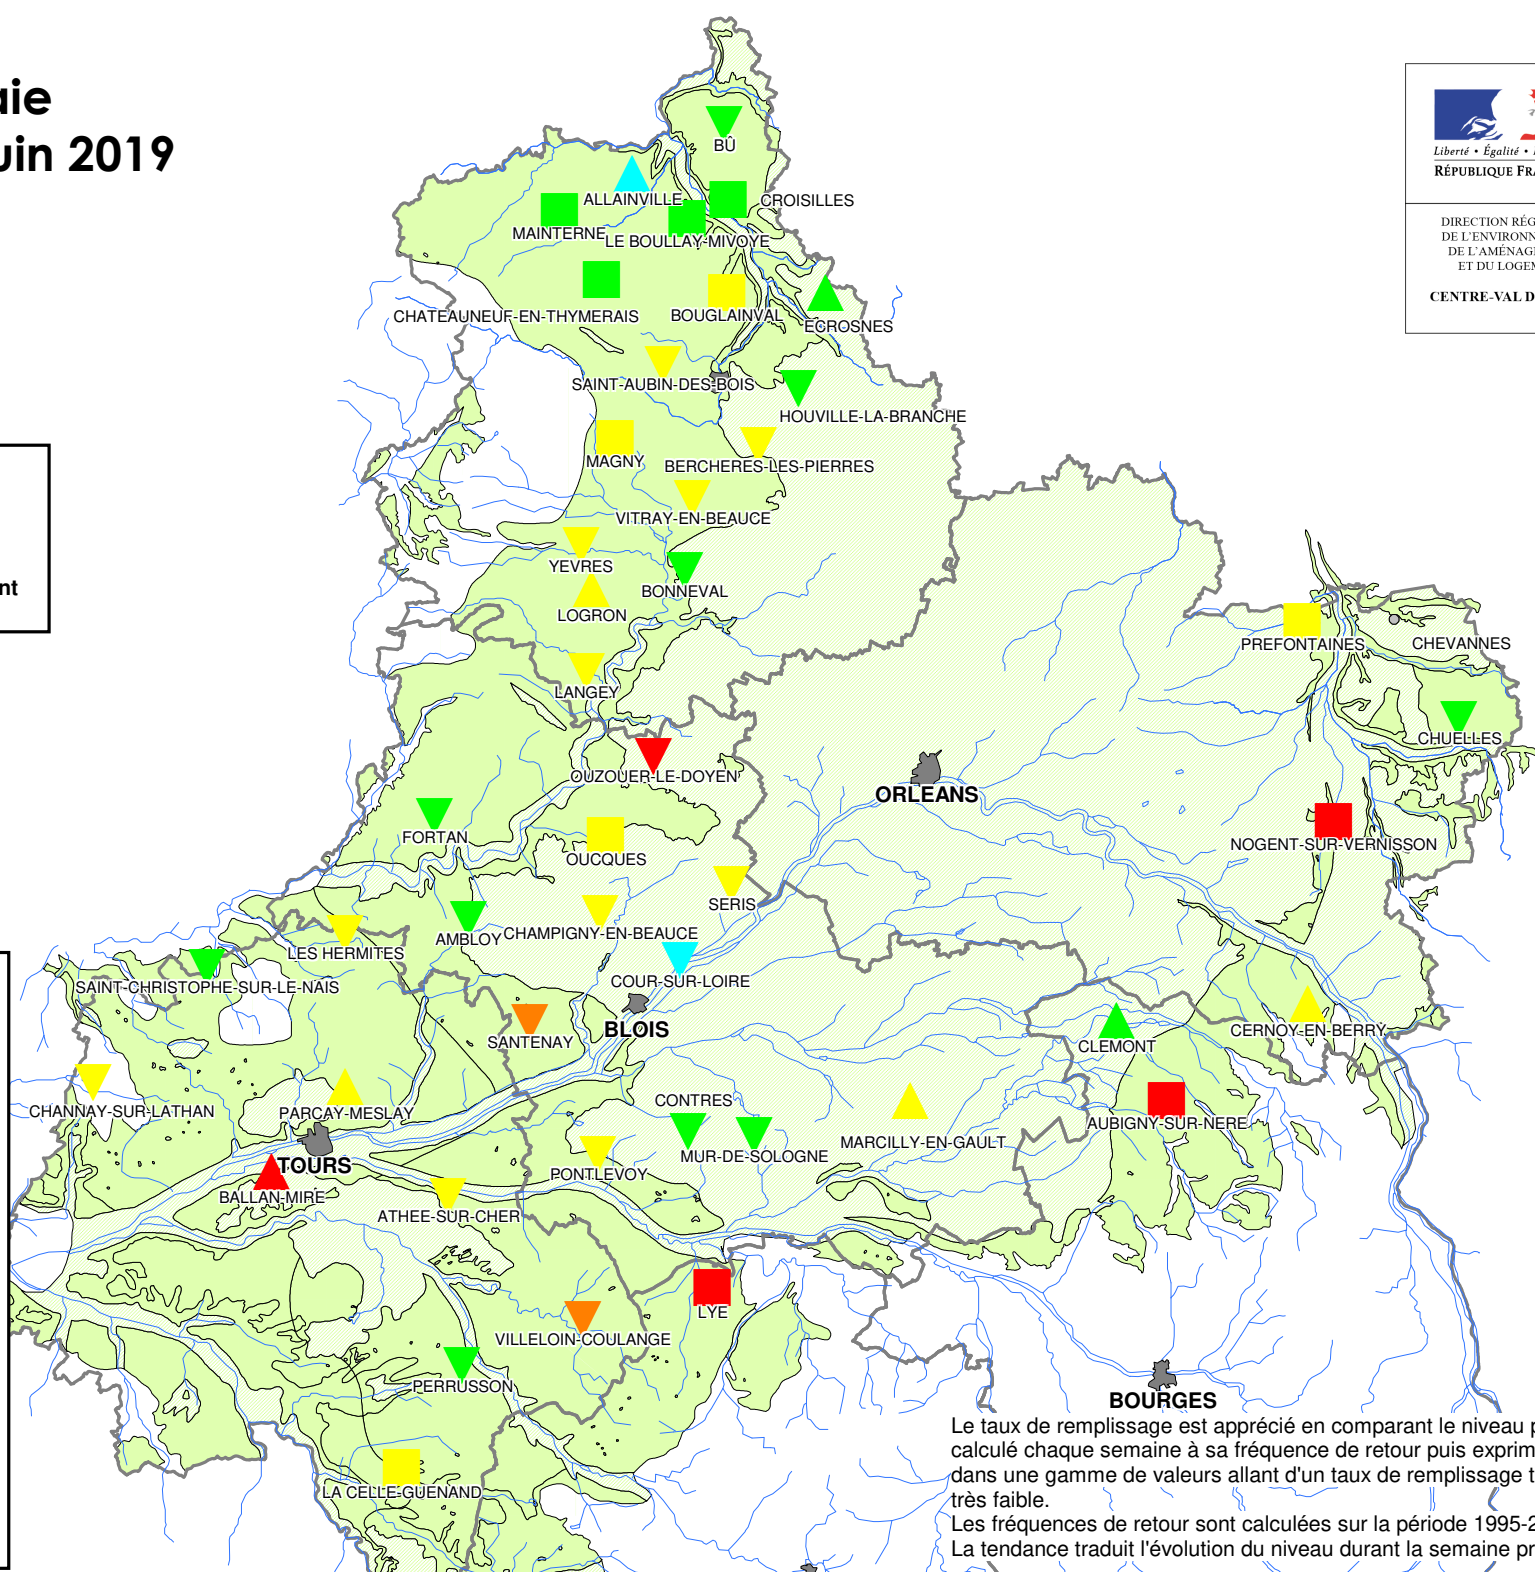 aie
uin 2019
Liberté • Égalité •
RÉPUBLIQUE FRA
DIRECTION RÉG
DE L'ENVIRONN
DE L'AMÉNAGE
ET DU LOGEM
CENTRE-VAL D
nt
BÛ
ALLAINVILLE
CROISILLES
MAINTERNE
LE BOULLAY-MIVOYE
CHATEAUNEUF-EN-THYMERAIS
BOUGLAINVAL
ECROSNES
SAINT-AUBIN-DES-BOIS
HOUVILLE-LA-BRANCHE
MAGNY
BERCHERES-LES-PIERRES
VITRAY-EN-BEAUCE
YEVRES
BONNEVAL
LOGRON
PREFONTAINES
CHEVANNES
LANGEY
CHUELLES
OUZOUER-LE-DOYEN
ORLEANS
FORTAN
OUCQUES
NOGENT-SUR-VERNISSON
SERIS
AMBLOY
CHAMPIGNY-EN-BEAUCE
LES HERMITES
COUR-SUR-LOIRE
SAINT-CHRISTOPHE-SUR-LE-NAIS
SANTENAY
BLOIS
CLEMONT
CERNOY-EN-BERRY
CHANNAY-SUR-LATHAN
PARCAY-MESLAY
CONTRES
AUBIGNY-SUR-NERE
MARCILLY-EN-GAULT
MUR-DE-SOLOGNE
TOURS
PONTLEVOY
BALLAN-MIRE
ATHEE-SUR-CHER
LYE
VILLELOIN-COULANGE
PERRUSSON
BOURGES
LA CELLE-GUENAND
Le taux de remplissage est apprécié en comparant le niveau p
calculé chaque semaine à sa fréquence de retour puis exprim
dans une gamme de valeurs allant d'un taux de remplissage t
très faible.
Les fréquences de retour sont calculées sur la période 1995-2
La tendance traduit l'évolution du niveau durant la semaine pr